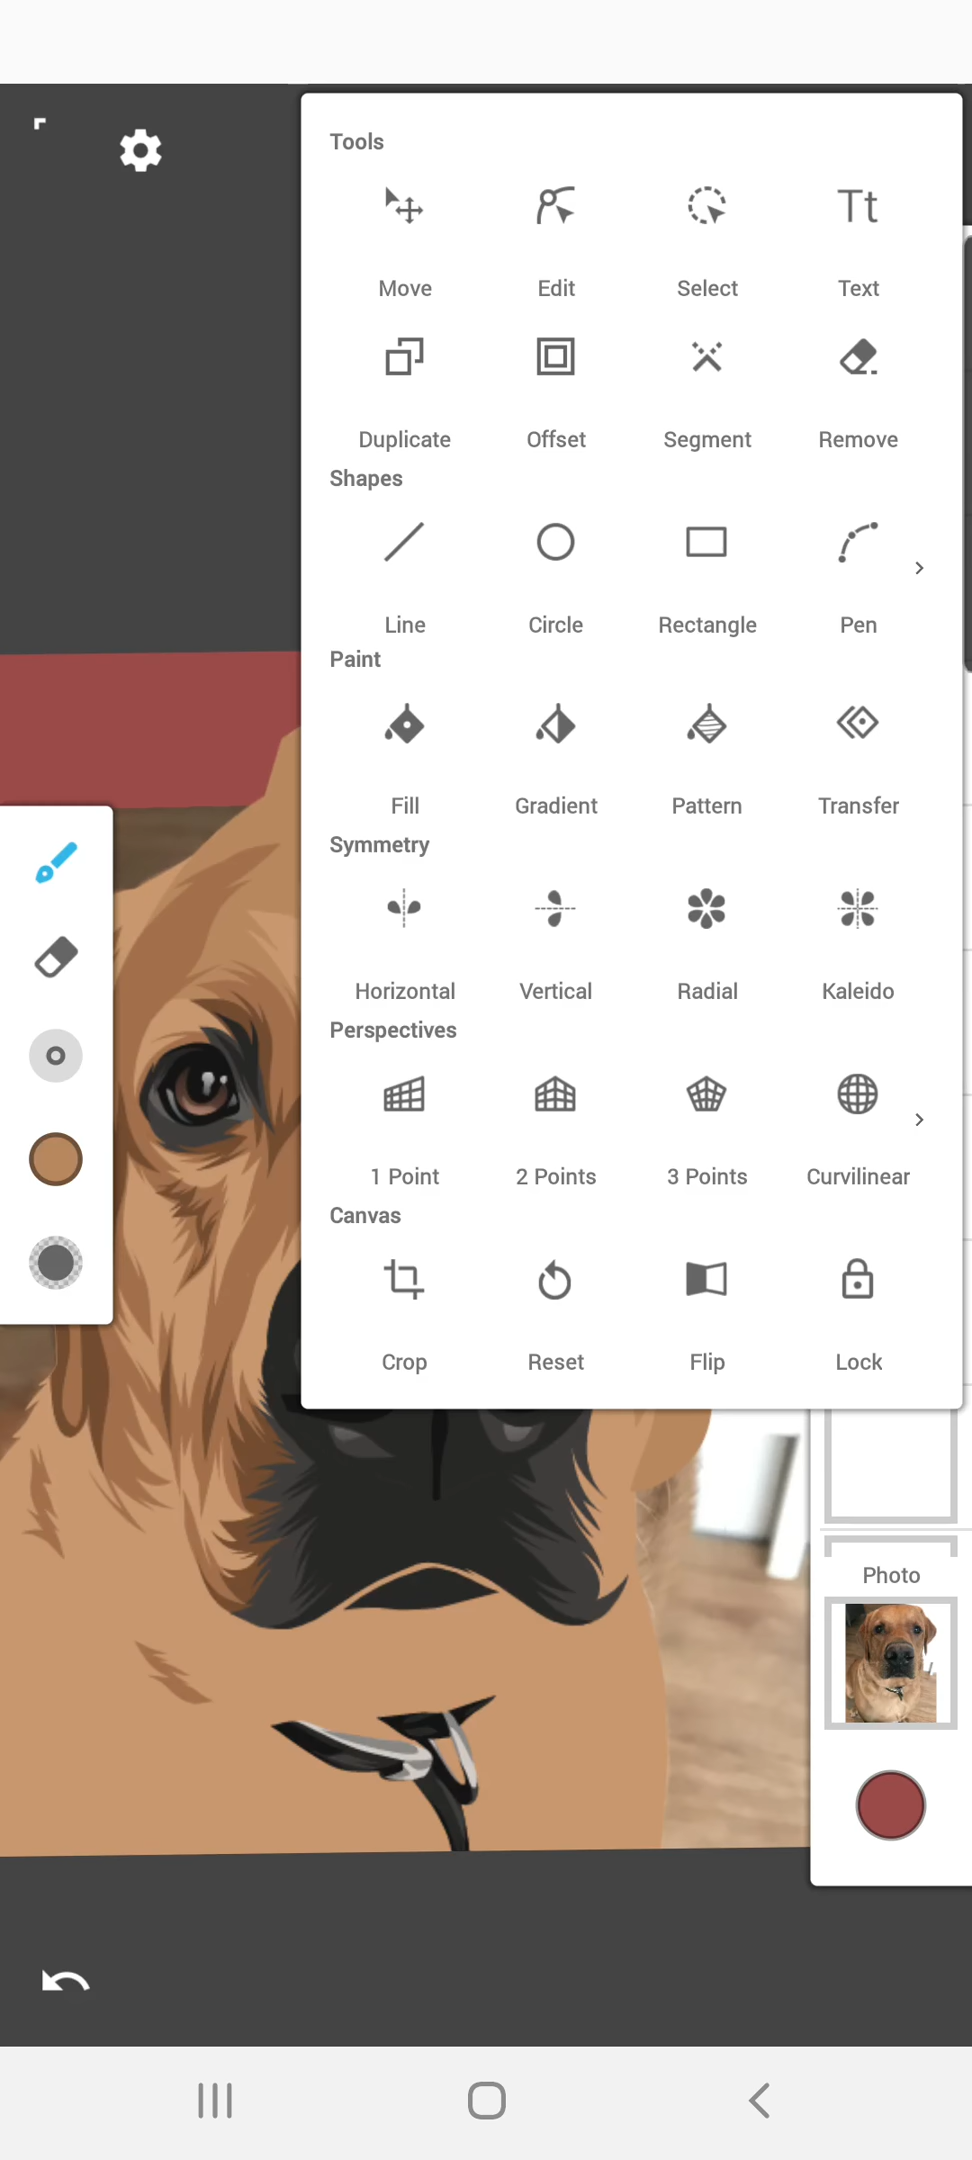 Tools
Move Edit Select Text
Duplicate Offset Segment Remove
Shapes
Line Circle Rectangle Pen
Paint
Fill Gradient Pattern Transfer
Symmetry
Horizontal Vertical Radial Kaleido
Perspectives
1 Point 2 Points 3 Points Curvilinear
Canvas
Crop Reset Flip Lock
Photo